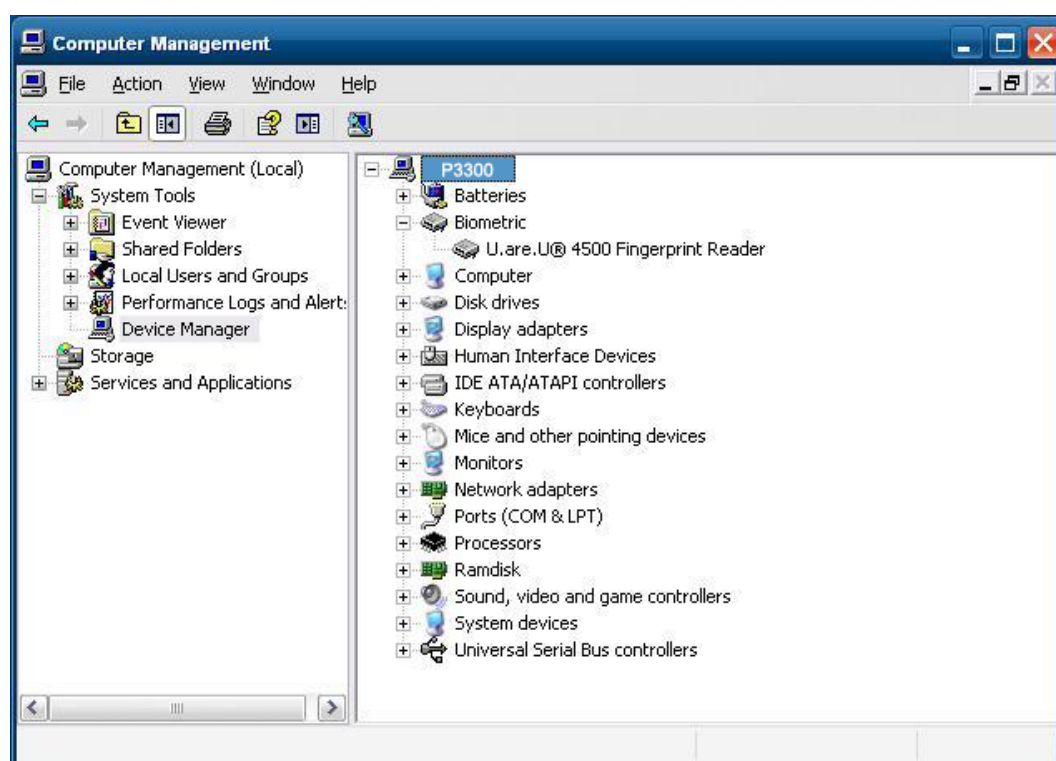 Computer Management
File Action View Window Help
Computer Management (Local)
System Tools
Event Viewer
Shared Folders
Local Users and Groups
Performance Logs and Alert:
Device Manager
Storage
Services and Applications
P3300
Batteries
Biometric
U.are.U® 4500 Fingerprint Reader
Computer
Disk drives
Display adapters
Human Interface Devices
IDE ATA/ATAPI controllers
Keyboards
Mice and other pointing devices
Monitors
Network adapters
Ports (COM & LPT)
Processors
Ramdisk
Sound, video and game controllers
System devices
Universal Serial Bus controllers